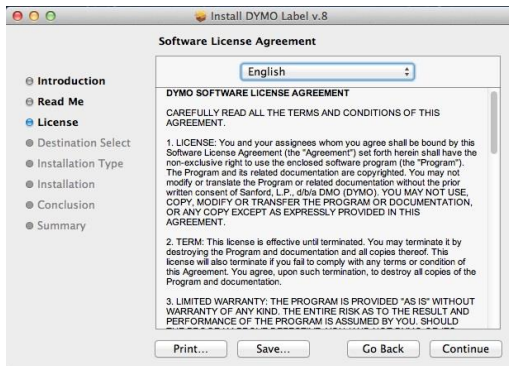 Install DYMO Label v.8
Software License Agreement
Introduction
Read Me
License
Destination Select
Installation Type
Installation
Conclusion
Summary
English
DYMO SOFTWARE LICENSE AGREEMENT
CAREFULLY READ ALL THE TERMS AND CONDITIONS OF THIS
AGREEMENT.
1. LICENSE: You and your assignees whom you agree shall be bound by this
Software License Agreement (the "Agreement") set forth herein shall have the
non-exclusive right to use the enclosed software program (the "Program").
The Program and its related documentation are copyrighted. You may not
modify or translate the Program or related documentation without the prior
written consent of Sanford, L.P., d/b/a DMO (DYMO). YOU MAY NOT USE,
COPY, MODIFY OR TRANSFER THE PROGRAM OR DOCUMENTATION,
OR ANY COPY EXCEPT AS EXPRESSLY PROVIDED IN THIS
AGREEMENT.
2. TERM: This license is effective until terminated. You may terminate it by
destroying the Program and documentation and all copies thereof. This
license will also terminate if you fail to comply with any terms or condition of
this Agreement. You agree, upon such termination, to destroy all copies of the
Program and documentation.
3. LIMITED WARRANTY: THE PROGRAM IS PROVIDED "AS IS" WITHOUT
WARRANTY OF ANY KIND. THE ENTIRE RISK AS TO THE RESULT AND
PERFORMANCE OF THE PROGRAM IS ASSUMED BY YOU. SHOULD
Print...
Save...
Go Back
Continue